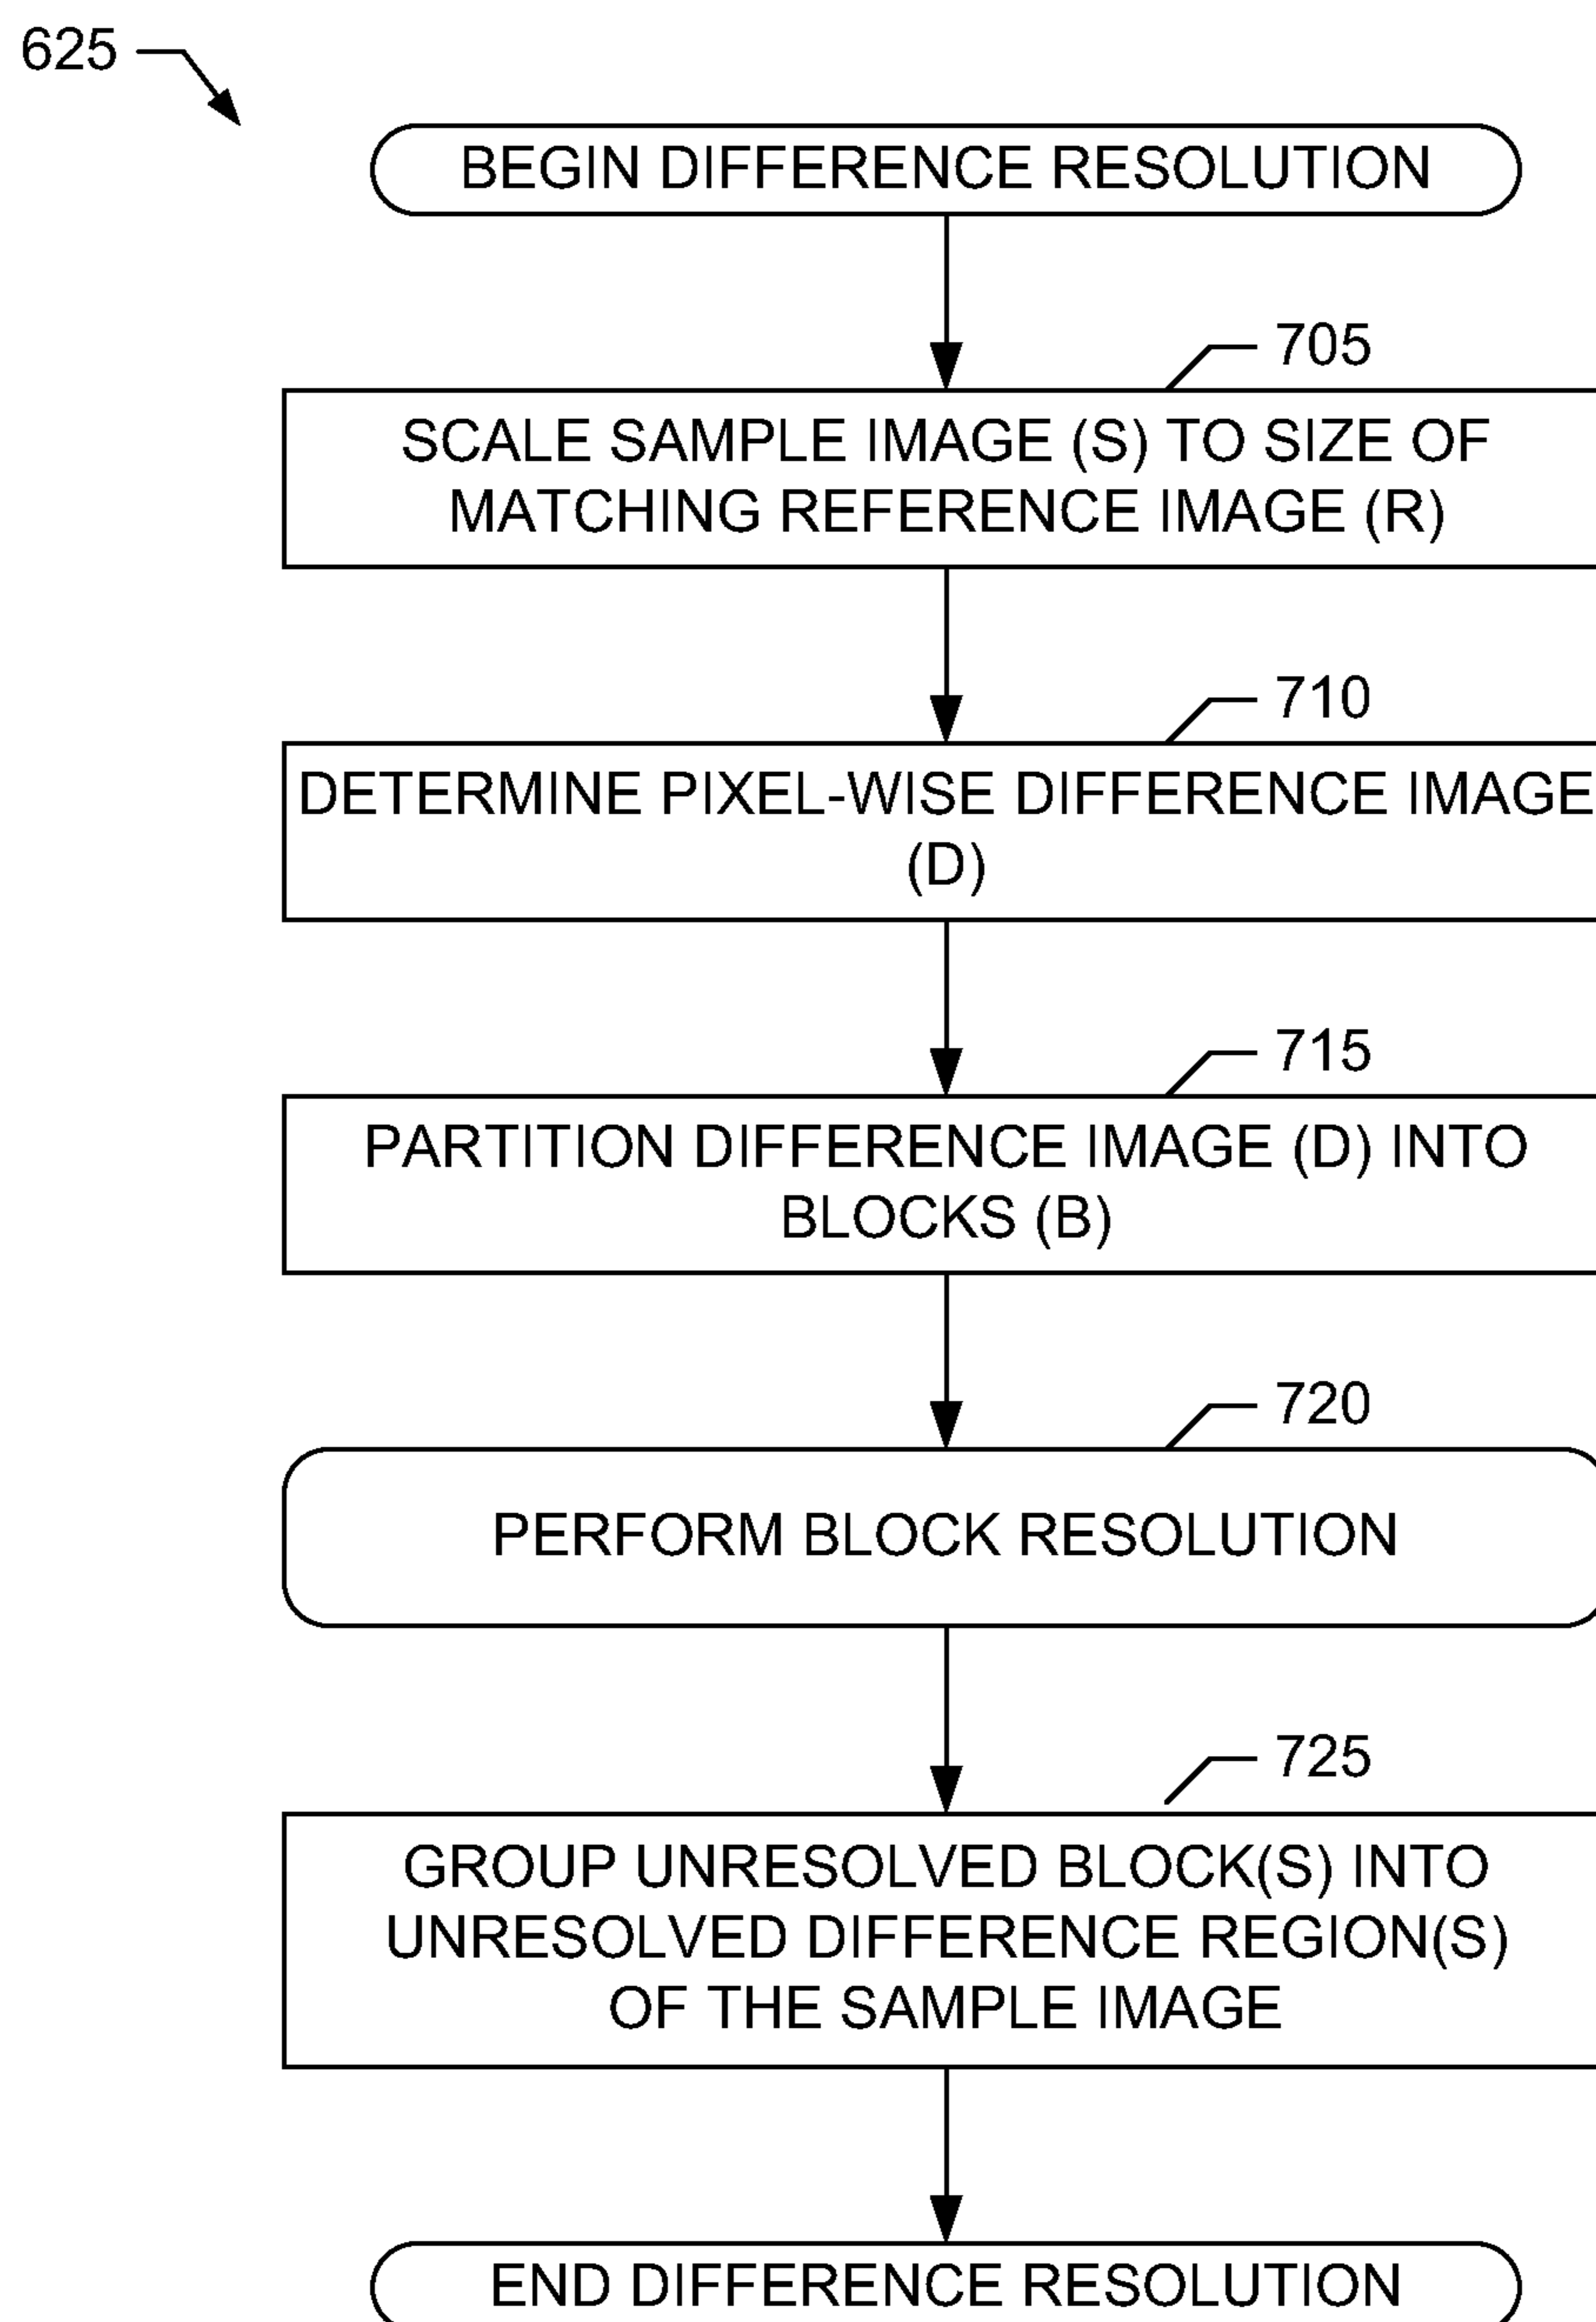 625
BEGIN DIFFERENCE RESOLUTION
705
SCALE SAMPLE IMAGE (S) TO SIZE OF
MATCHING REFERENCE IMAGE (R)
710
DETERMINE PIXEL-WISE DIFFERENCE IMAGE
(D)
715
PARTITION DIFFERENCE IMAGE (D) INTO
BLOCKS (B)
720
PERFORM BLOCK RESOLUTION
725
GROUP UNRESOLVED BLOCK(S) INTO
UNRESOLVED DIFFERENCE REGION(S)
OF THE SAMPLE IMAGE
END DIFFERENCE RESOLUTION